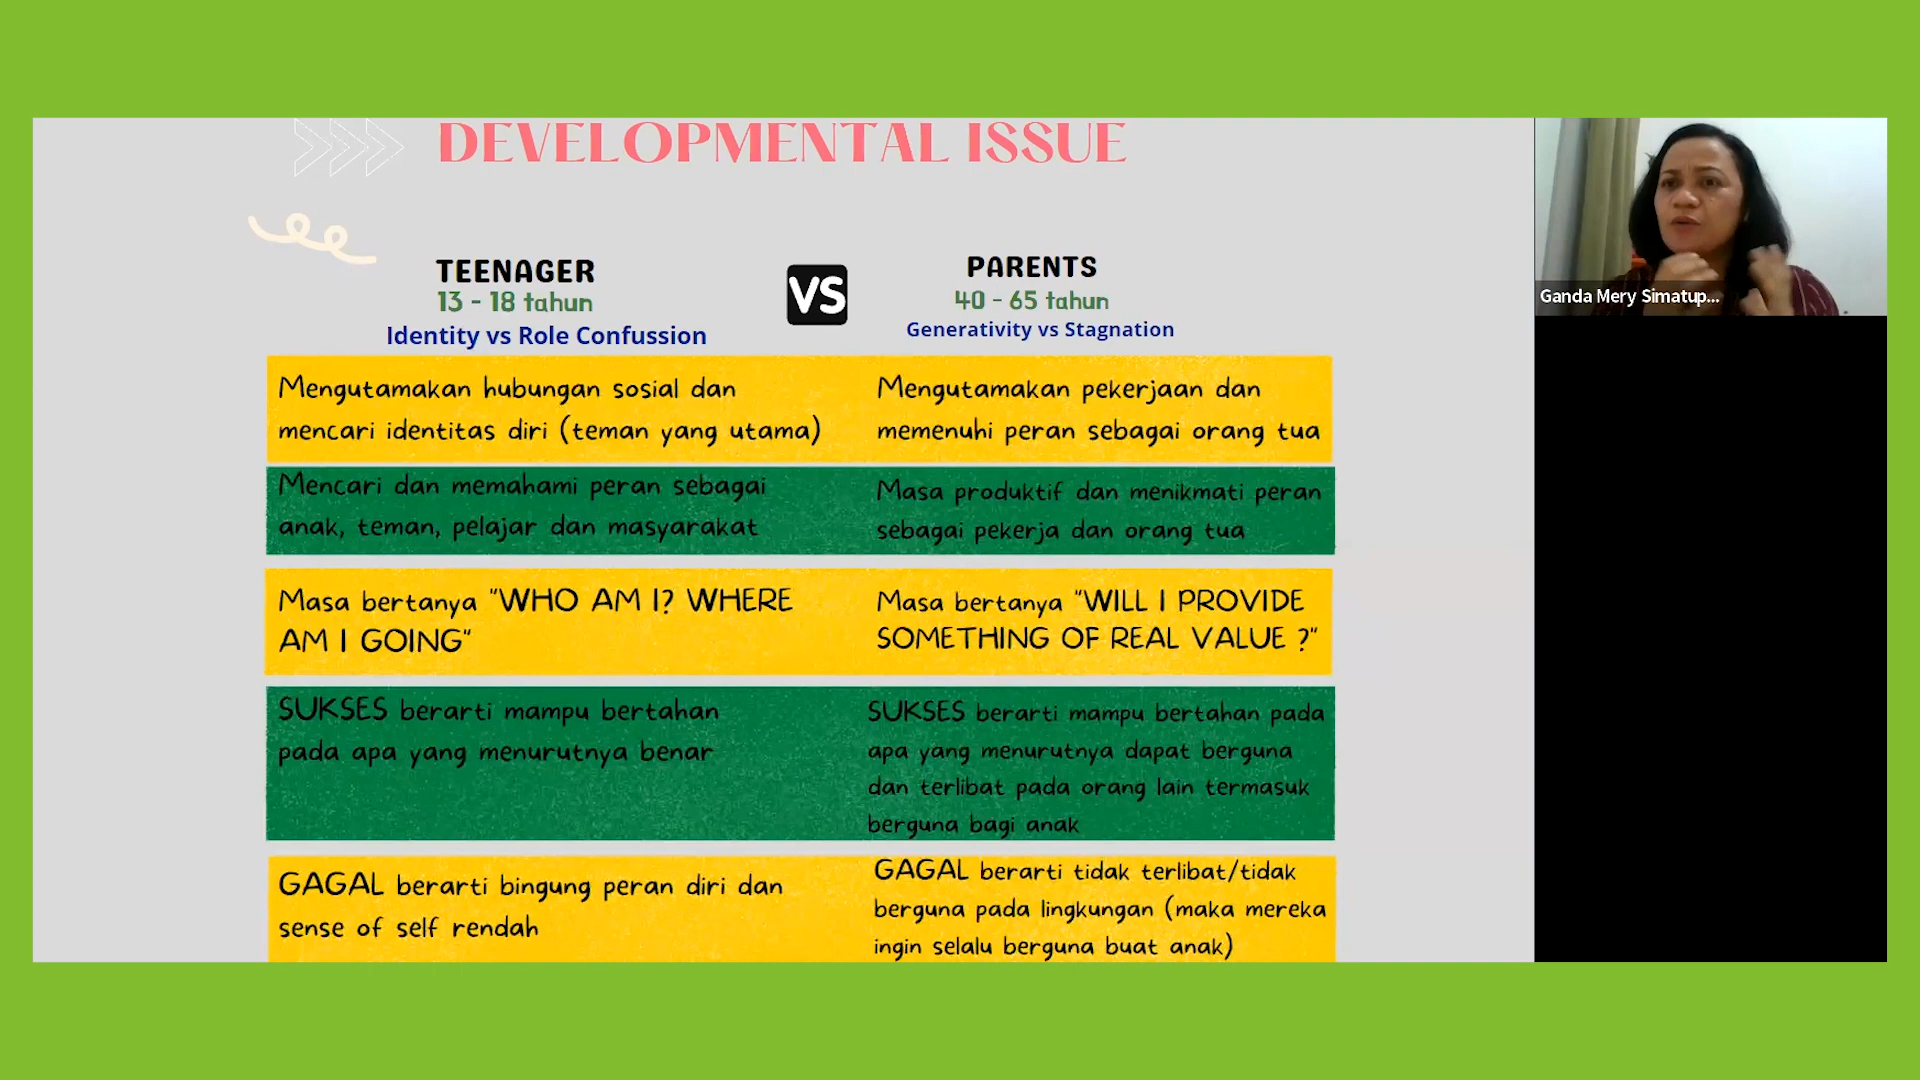 DEVELOPMENTAL ISSUE
TEENAGER
13 - 18 tahun
Identity vs Role Confussion
VS
PARENTS
40 - 65 tahun
Generativity vs Stagnation
Mengutamakan hubungan sosial dan
mencari identitas diri (teman yang utama)
Mengutamakan pekerjaan dan
memenuhi peran sebagai orang tua
Mencari dan memahami peran sebagai
anak, teman, pelajar dan masyarakat
Masa produktif dan menikmati peran
sebagai pekerja dan orang tua
Masa bertanya "WHO AM I? WHERE
AM I GOING"
Masa bertanya "WILL I PROVIDE
SOMETHING OF REAL VALUE ?"
SUKSES berarti mampu bertahan
pada apa yang menurutnya benar
SUKSES berarti mampu bertahan pada
apa yang menurutnya dapat berguna
dan terlibat pada orang lain termasuk
berguna bagi anak
GAGAL berarti bingung peran diri dan
sense of self rendah
GAGAL berarti tidak terlibat/tidak
berguna pada lingkungan (maka mereka
ingin selalu berguna buat anak)
Ganda Mery Simatup...